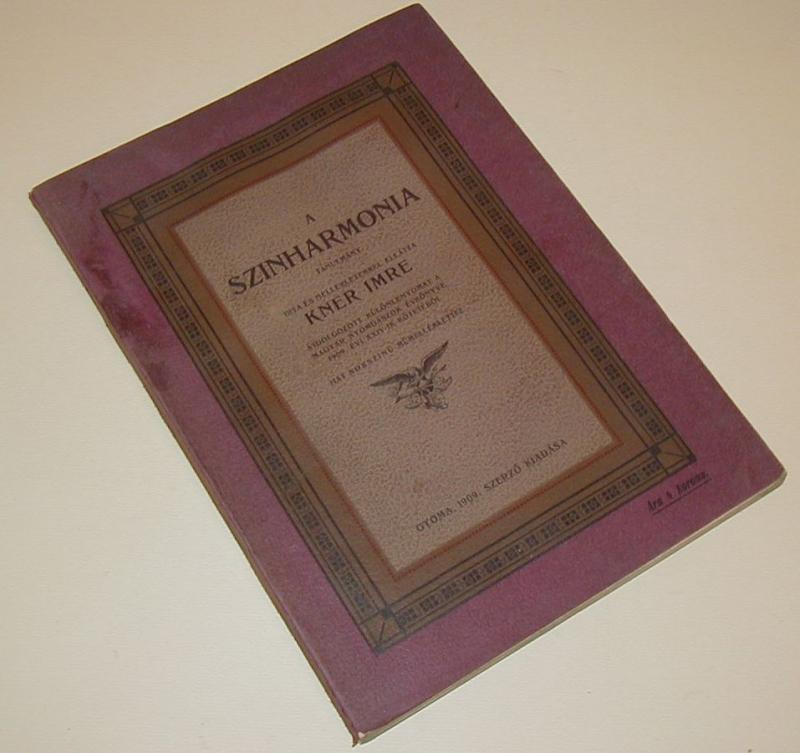 A
SZINHARMONIA
TANULMÁNY.
IRTA ÉS MELLÉKLETEKKEL ELLÁTTA
KNER IMRE
ÁTDOLGOZOTT KÜLÖNLENYOMAT A
MAGYAR NYOMDÁSZOK ÉVKÖNYVE
1909. ÉVI XXIV-IK KÖTETÉBŐL
HAT SOKSZINŰ MŰMELLÉKLETTEL
GYOMA, 1909. SZERZŐ KIADÁSA
Ára 4 korona.